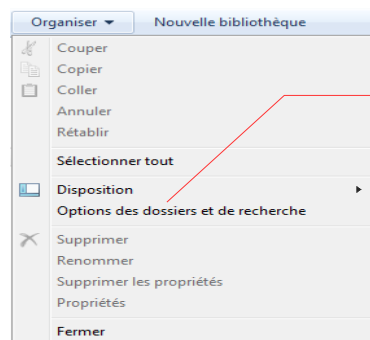 Organiser Nouvelle bibliothèque
Couper
Copier
Coller
Annuler
Rétablir
Sélectionner tout
Disposition
Options des dossiers et de recherche
Supprimer
Renommer
Supprimer les propriétés
Propriétés
Fermer